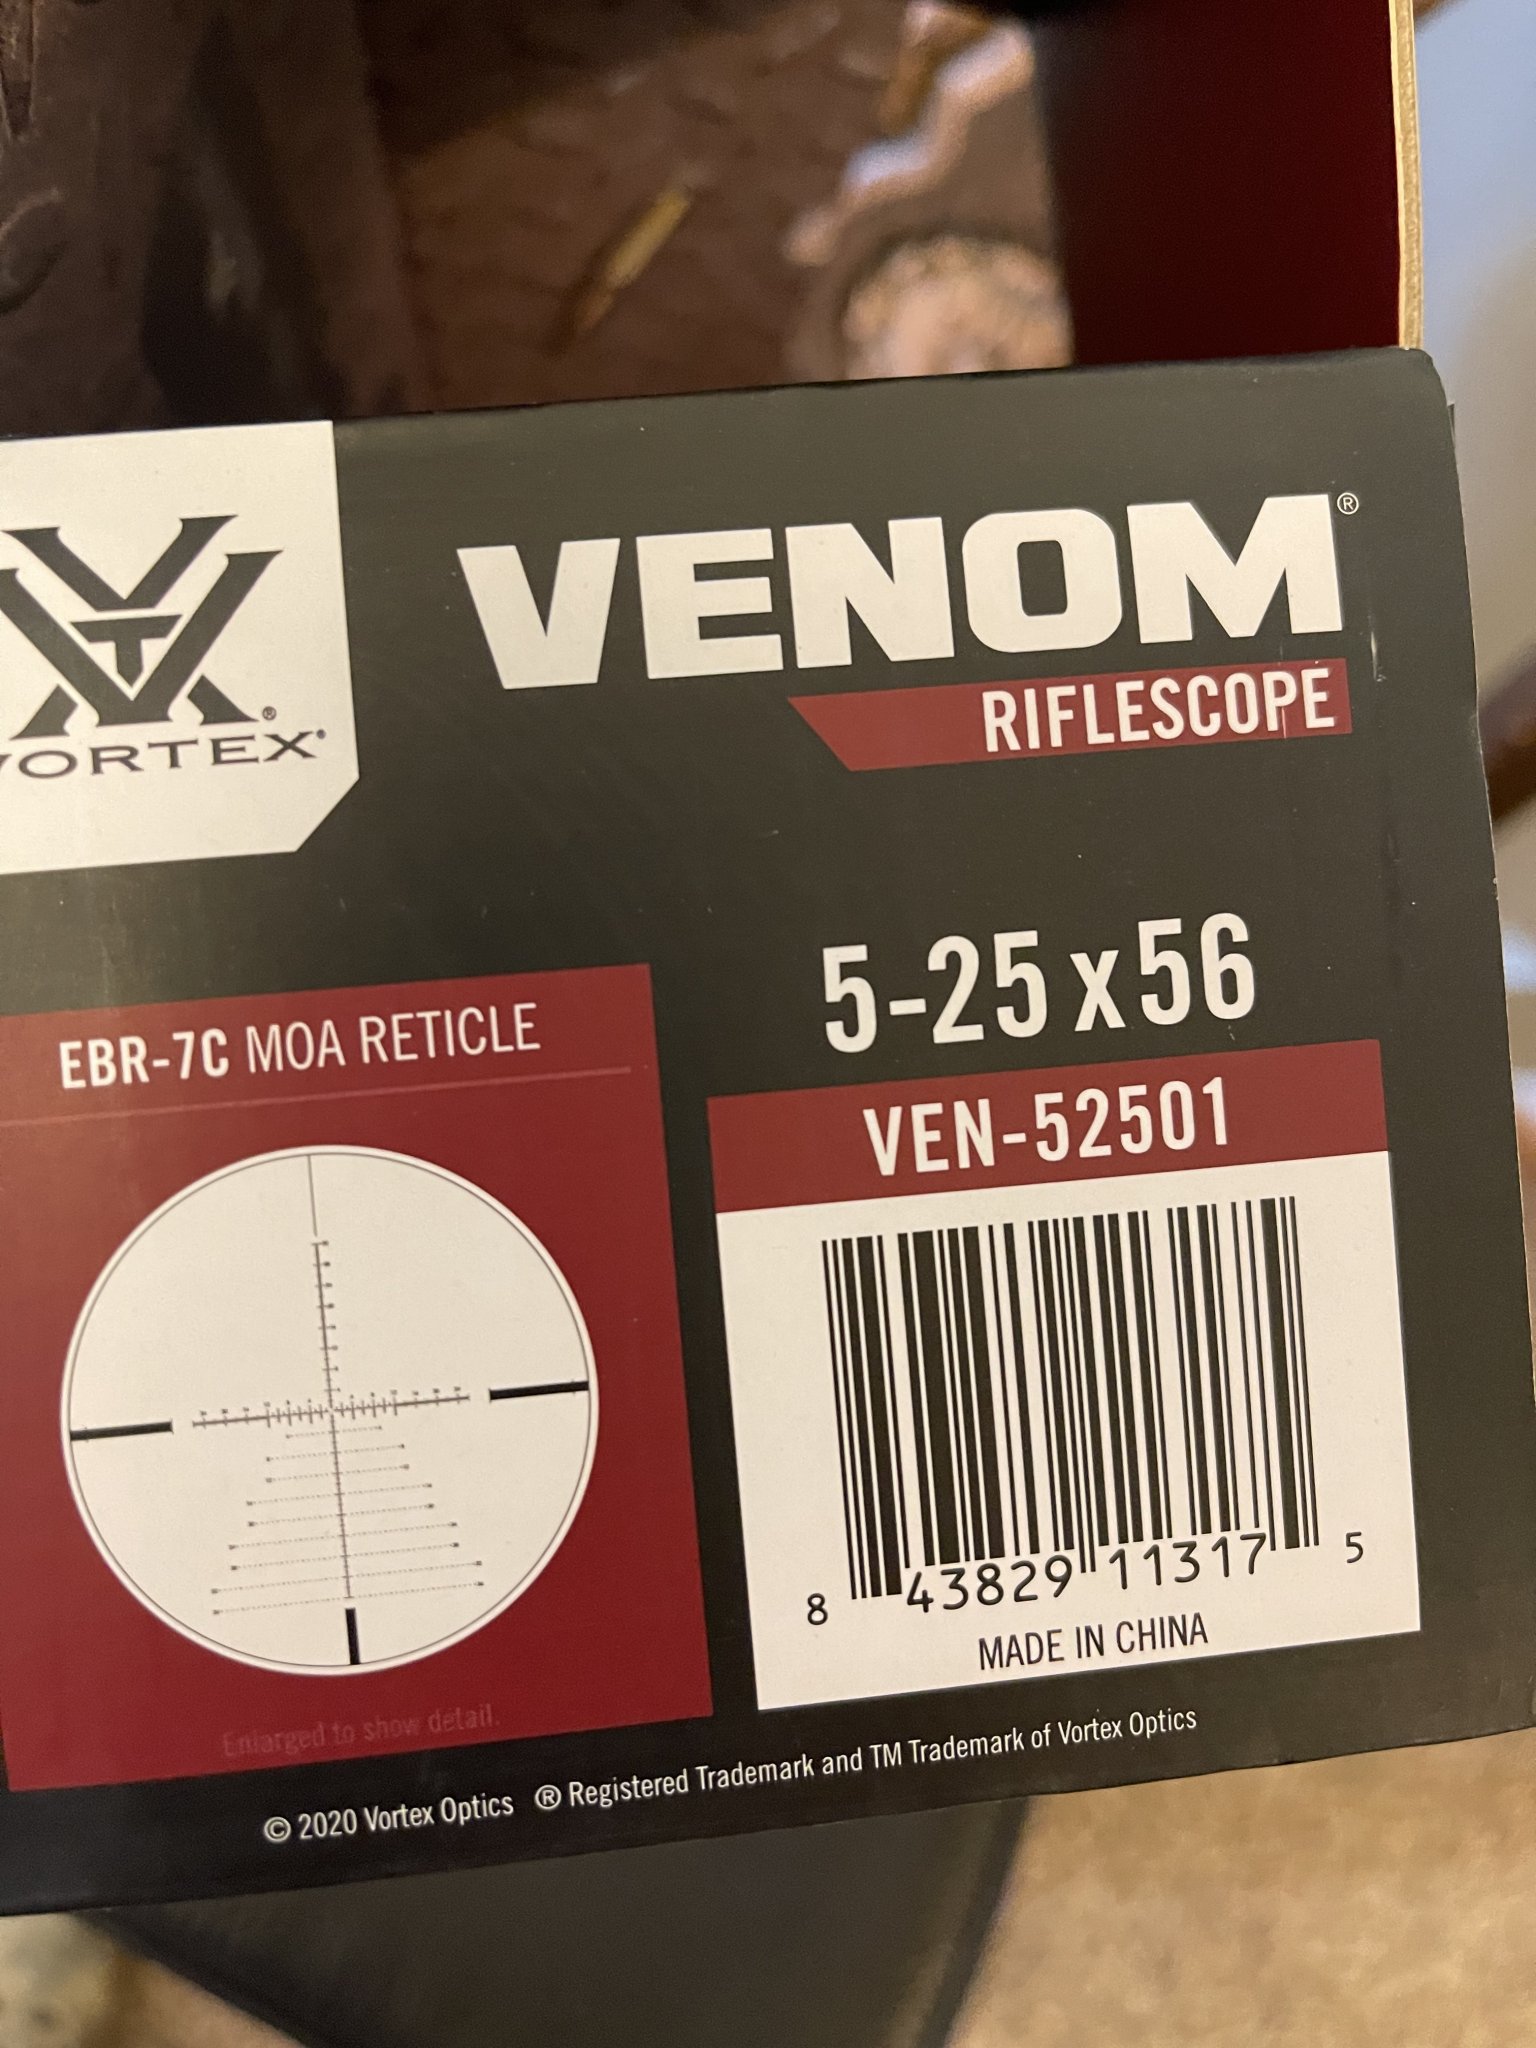 VENOM®
RIFLESCOPE
VORTEX®
5-25x56
EBR-7C MOA RETICLE
VEN-52501
8 43829 11317 5
MADE IN CHINA
Enlarged to show detail.
© 2020 Vortex Optics ® Registered Trademark and TM Trademark of Vortex Optics